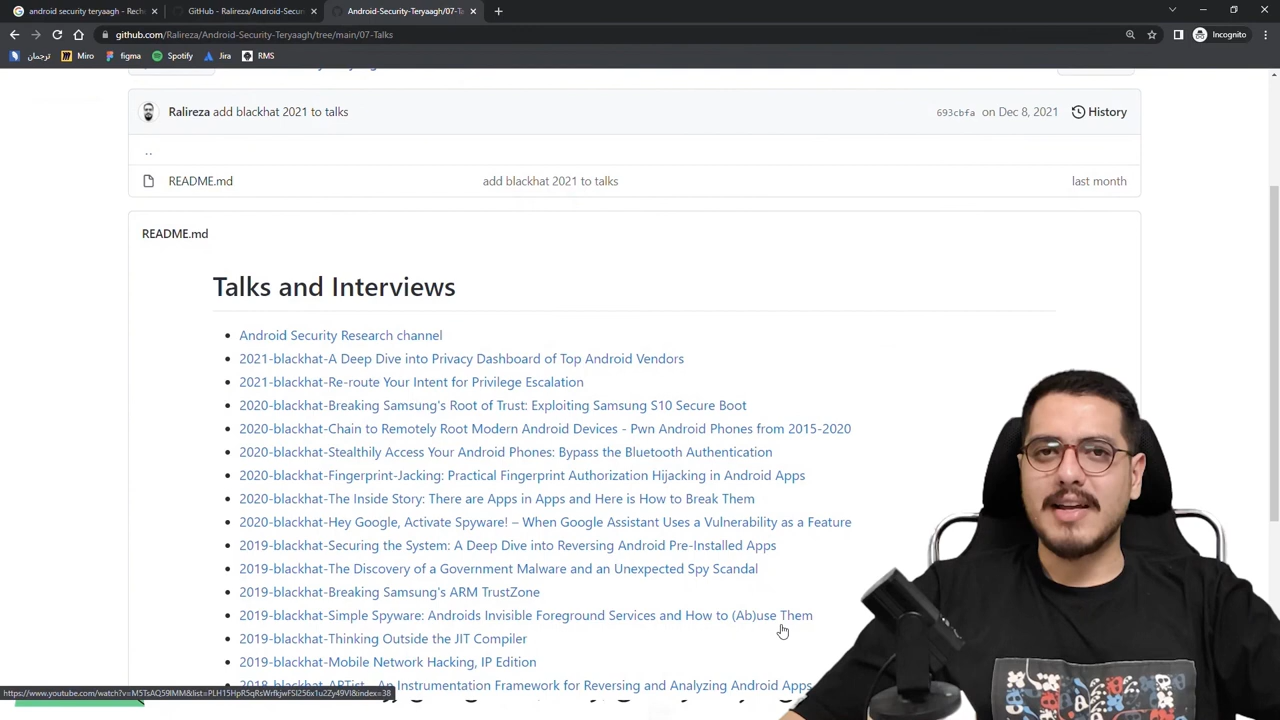 android security teryaagh - Rech
GitHub - Ralireza/Android-Secur
Android-Security-Teryaagh/07-Ta
github.com/Ralireza/Android-Security-Teryaagh/tree/main/07-Talks
Incognito
ترجمان
Miro
figma
Spotify
Jira
RMS
Ralireza add blackhat 2021 to talks
693cbfa on Dec 8, 2021
History
..
README.md
add blackhat 2021 to talks
last month
README.md
Talks and Interviews
Android Security Research channel
2021-blackhat-A Deep Dive into Privacy Dashboard of Top Android Vendors
2021-blackhat-Re-route Your Intent for Privilege Escalation
2020-blackhat-Breaking Samsung's Root of Trust: Exploiting Samsung S10 Secure Boot
2020-blackhat-Chain to Remotely Root Modern Android Devices - Pwn Android Phones from 2015-2020
2020-blackhat-Stealthily Access Your Android Phones: Bypass the Bluetooth Authentication
2020-blackhat-Fingerprint-Jacking: Practical Fingerprint Authorization Hijacking in Android Apps
2020-blackhat-The Inside Story: There are Apps in Apps and Here is How to Break Them
2020-blackhat-Hey Google, Activate Spyware! – When Google Assistant Uses a Vulnerability as a Feature
2019-blackhat-Securing the System: A Deep Dive into Reversing Android Pre-Installed Apps
2019-blackhat-The Discovery of a Government Malware and an Unexpected Spy Scandal
2019-blackhat-Breaking Samsung's ARM TrustZone
2019-blackhat-Simple Spyware: Androids Invisible Foreground Services and How to (Ab)use Them
2019-blackhat-Thinking Outside the JIT Compiler
2019-blackhat-Mobile Network Hacking, IP Edition
2018-blackhat-ARTist - An Instrumentation Framework for Reversing and Analyzing Android Apps